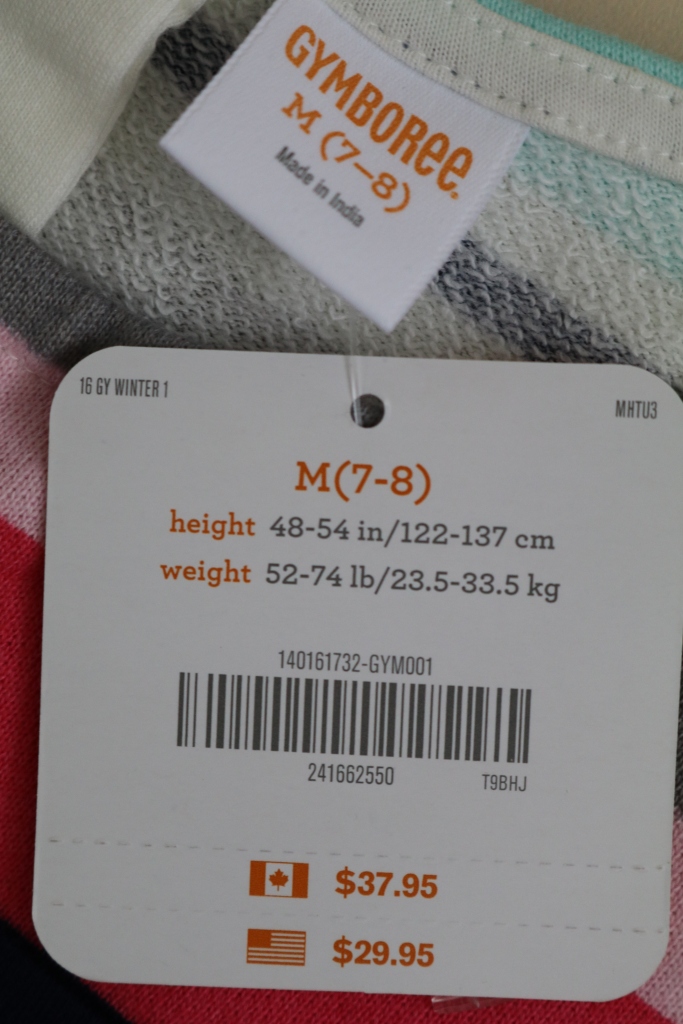 GYMBOREE.
M (7-8)
Made in India
16 GY WINTER 1
MHTU3
M(7-8)
height 48-54 in/122-137 cm
weight 52-74 lb/23.5-33.5 kg
140161732-GYM001
241662550
T9BHJ
$37.95
$29.95